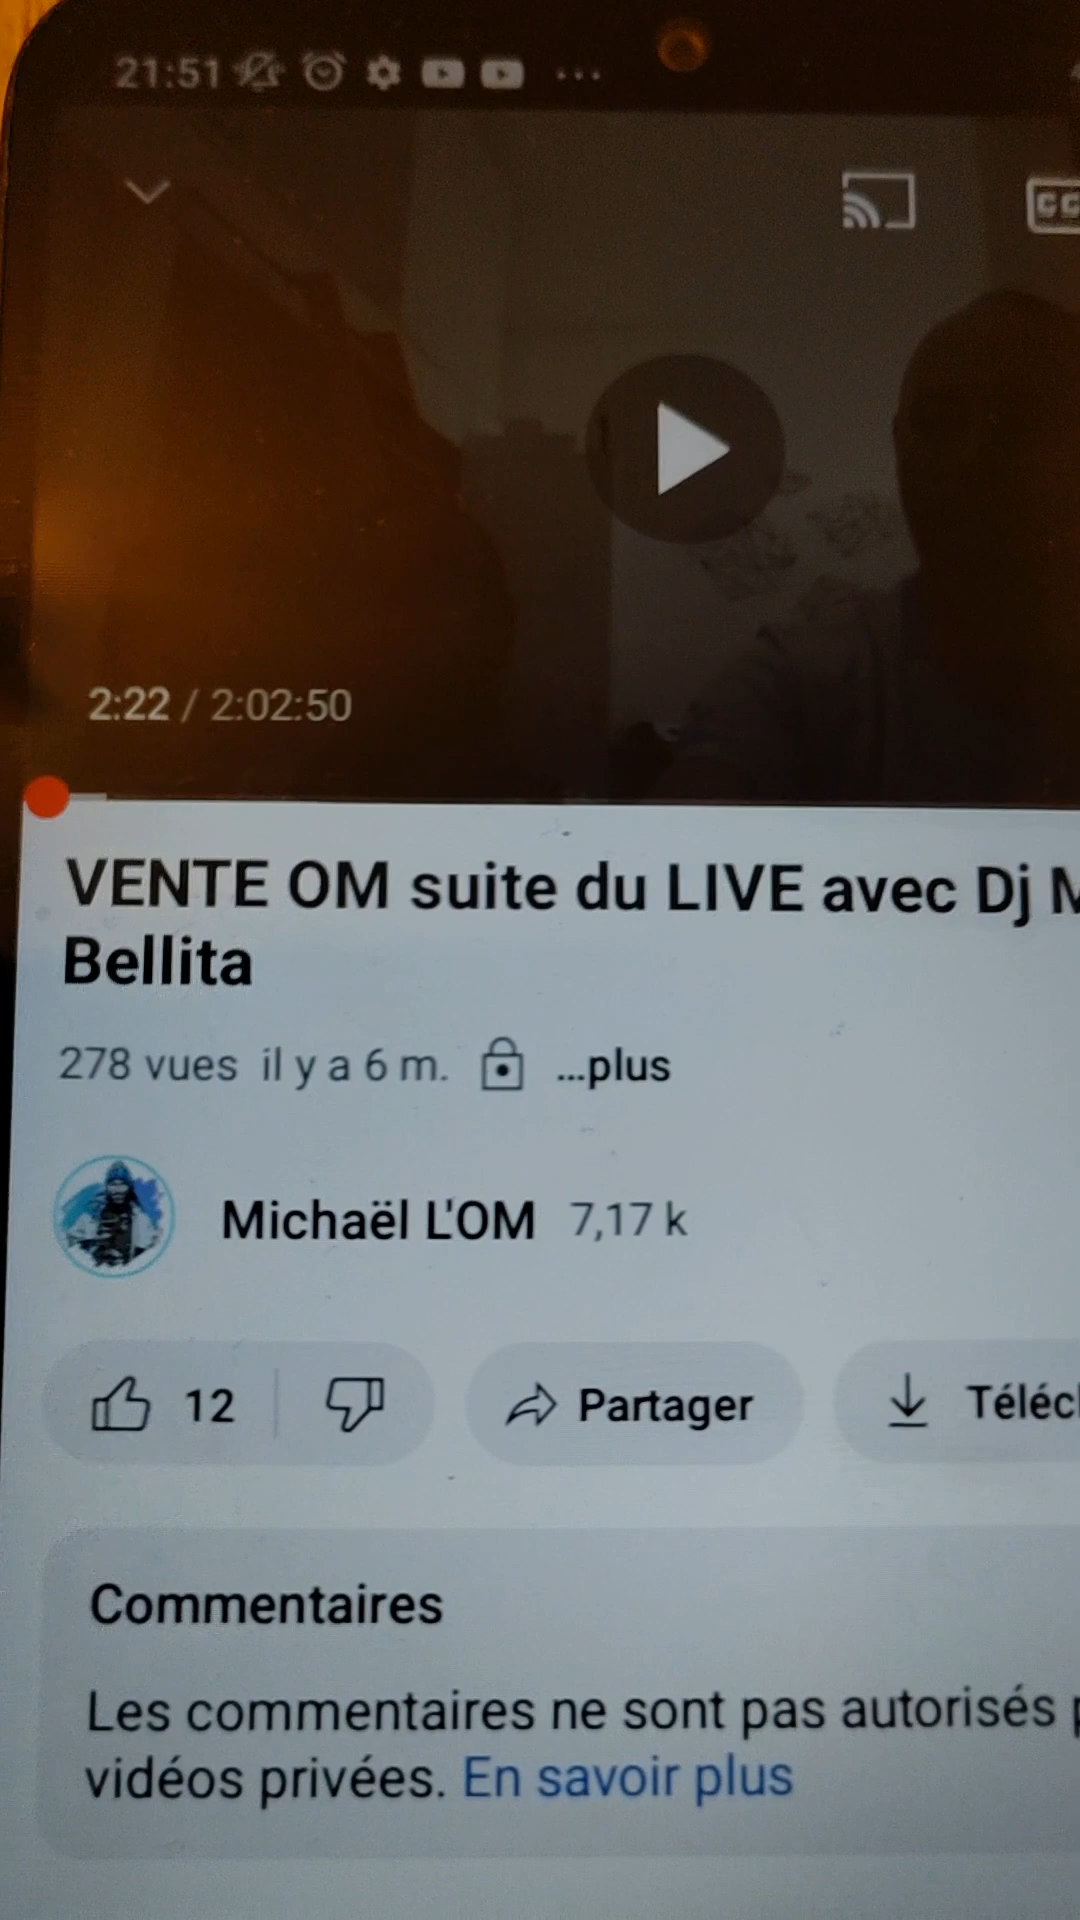 21:51
CC
2:22 / 2:02:50
VENTE OM suite du LIVE avec Dj
Bellita
278 vues il y a 6 m. ...plus
Michaël L'OM 7,17 k
12 Partager Téléc
Commentaires
Les commentaires ne sont pas autorisés
vidéos privées. En savoir plus